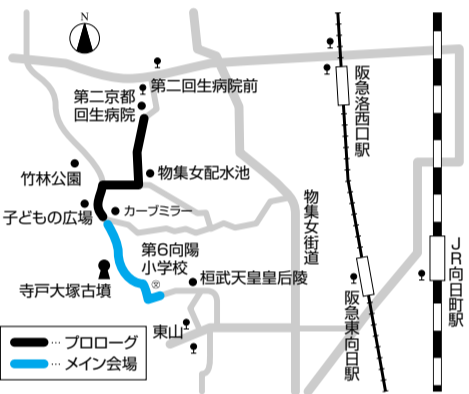 N
第二回生病院前
第二京都
回生病院
阪急洛西口駅
竹林公園
物集女配水池
子どもの広場
カーブミラー
物集女街道
第6向陽
小学校
文
桓武天皇皇后陵
寺戸大塚古墳
JR向日町駅
東山
阪急東向日駅
… プロローグ
… メイン会場